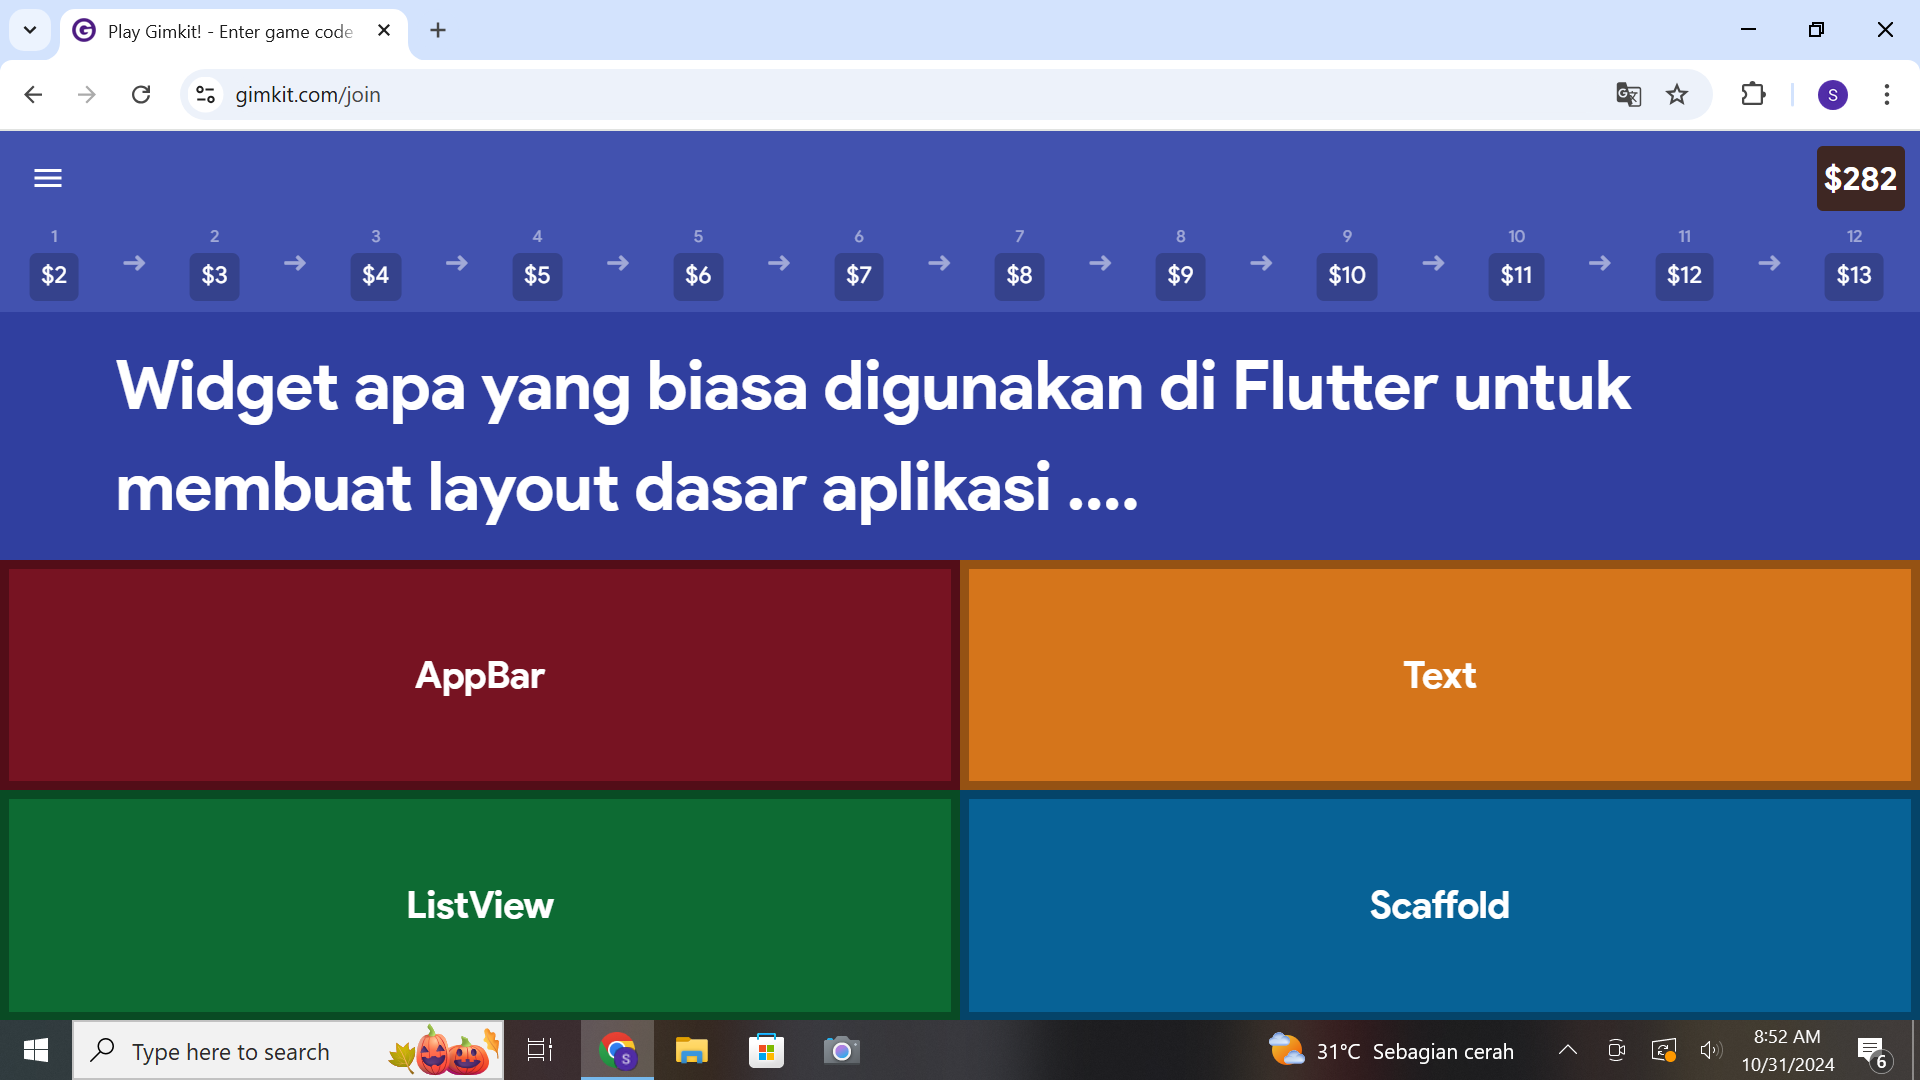 Play Gimkit! - Enter game code
gimkit.com/join
S
$282
1 2 3 4 5 6 7 8 9 10 11 12
$2 $3 $4 $5 $6 $7 $8 $9 $10 $11 $12 $13
Widget apa yang biasa digunakan di Flutter untuk
membuat layout dasar aplikasi ....
AppBar
Text
ListView
Scaffold
Type here to search
S
31°C Sebagian cerah
8:52 AM
10/31/2024
6